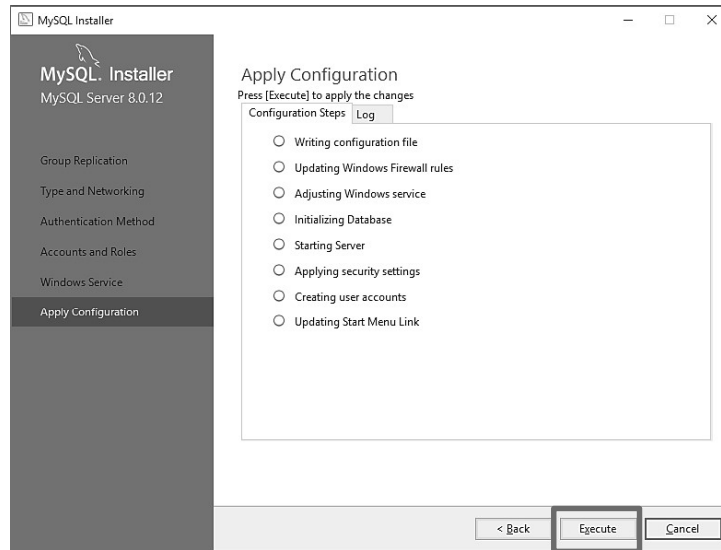 MySQL Installer
MySQL. Installer
MySQL Server 8.0.12
Group Replication
Type and Networking
Authentication Method
Accounts and Roles
Windows Service
Apply Configuration
Apply Configuration
Press [Execute] to apply the changes
Configuration Steps Log
Writing configuration file
Updating Windows Firewall rules
Adjusting Windows service
Initializing Database
Starting Server
Applying security settings
Creating user accounts
Updating Start Menu Link
< Back Execute Cancel